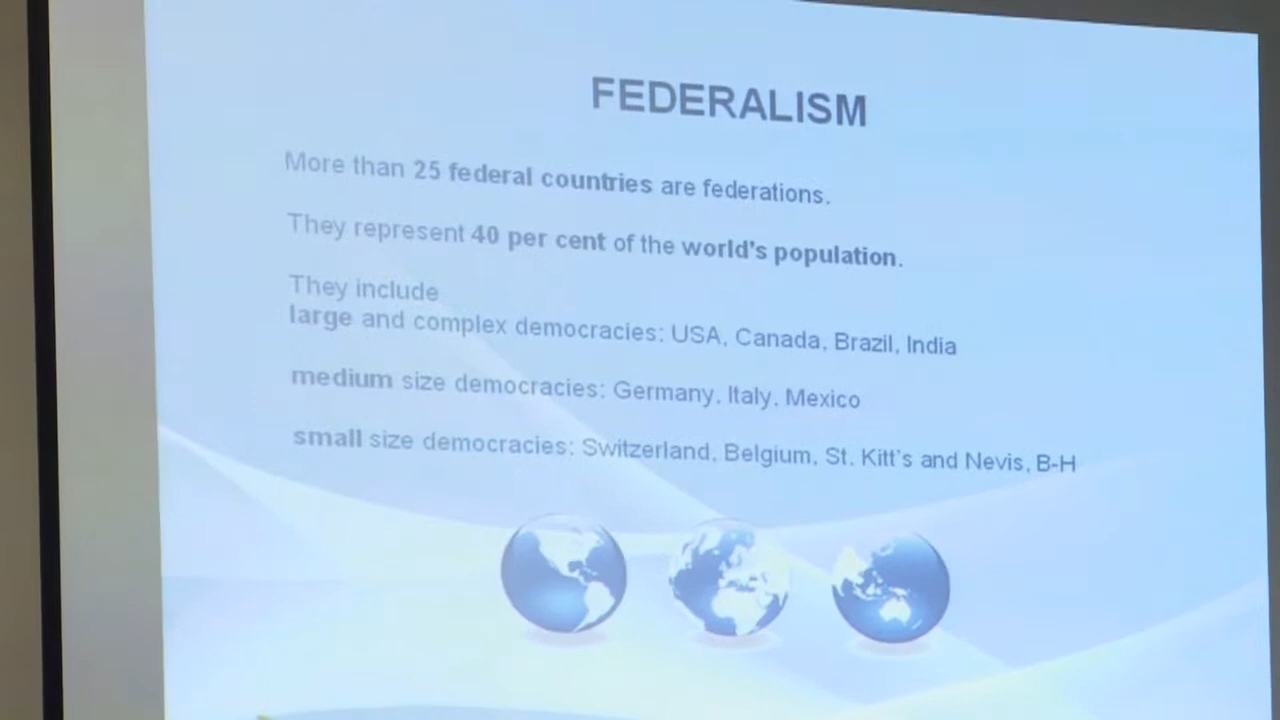 FEDERALISM
More than 25 federal countries are federations.
They represent 40 per cent of the world's population.
They include
large and complex democracies: USA, Canada, Brazil, India
medium size democracies: Germany, Italy, Mexico
small size democracies: Switzerland, Belgium, St. Kitt's and Nevis, B-H